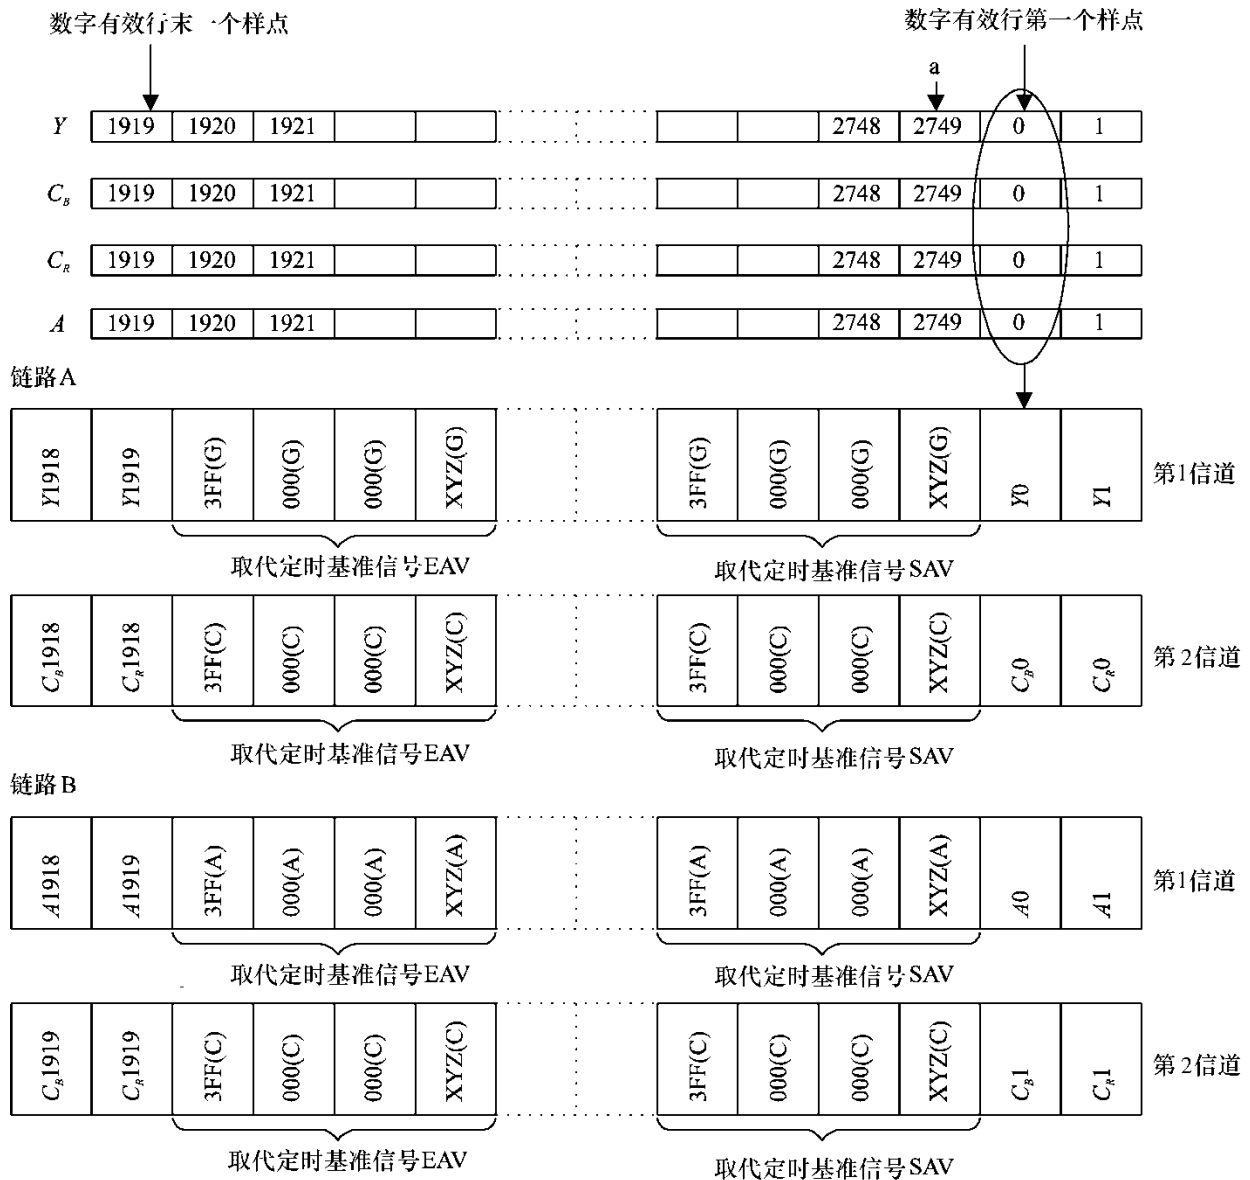 数字有效行末一个样点 数字有效行第一个样点
a
Y 1919 1920 1921 2748 2749 0 1
C_B 1919 1920 1921 2748 2749 0 1
C_R 1919 1920 1921 2748 2749 0 1
A 1919 1920 1921 2748 2749 0 1
链路A
Y1918 Y1919 3FF(G) 000(G) 000(G) XYZ(G) 3FF(G) 000(G) 000(G) XYZ(G) Y0 Y1 第1信道
取代定时基准信号EAV 取代定时基准信号SAV
C_B1918 C_R1918 3FF(C) 000(C) 000(C) XYZ(C) 3FF(C) 000(C) 000(C) XYZ(C) C_B0 C_R0 第2信道
取代定时基准信号EAV 取代定时基准信号SAV
链路B
A1918 A1919 3FF(A) 000(A) 000(A) XYZ(A) 3FF(A) 000(A) 000(A) XYZ(A) A0 A1 第1信道
取代定时基准信号EAV 取代定时基准信号SAV
C_B1919 C_R1919 3FF(C) 000(C) 000(C) XYZ(C) 3FF(C) 000(C) 000(C) XYZ(C) C_B1 C_R1 第2信道
取代定时基准信号EAV 取代定时基准信号SAV